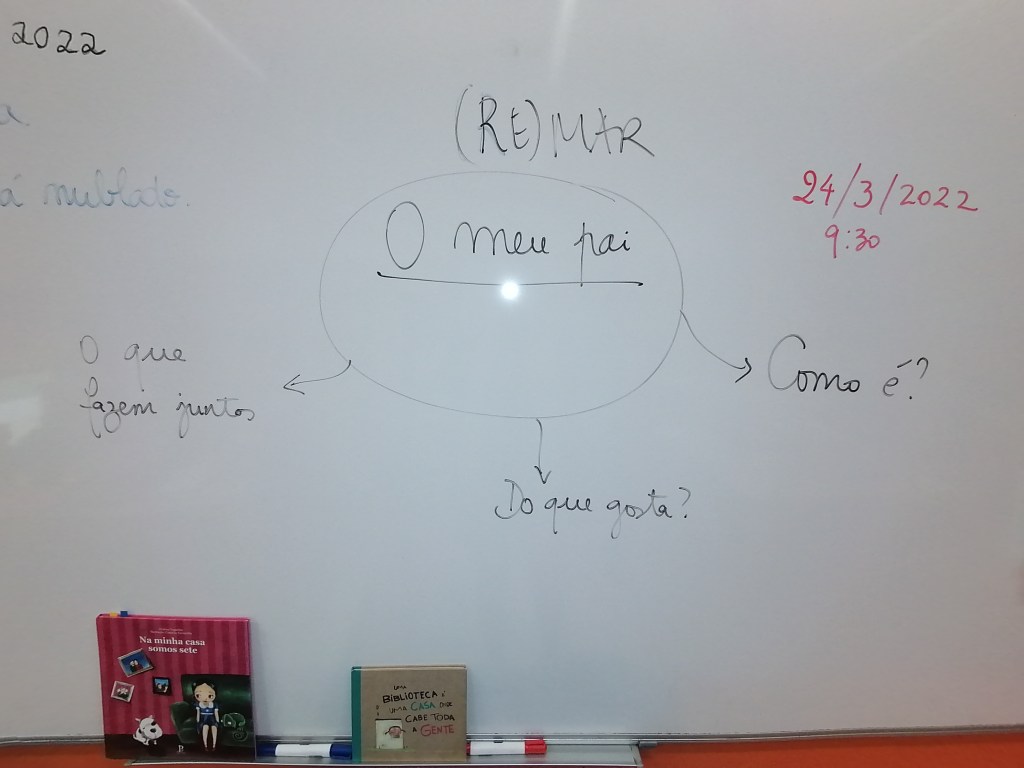 2022
a.
á nublado.
(RE)MAR
O meu pai
24/3/2022
9:30
O que
fazem juntos
Como é?
Do que gosta?
Na minha casa
somos sete
UMA
BIBLIOTECA É
UMA CASA ONDE
CABE TODA
A GENTE